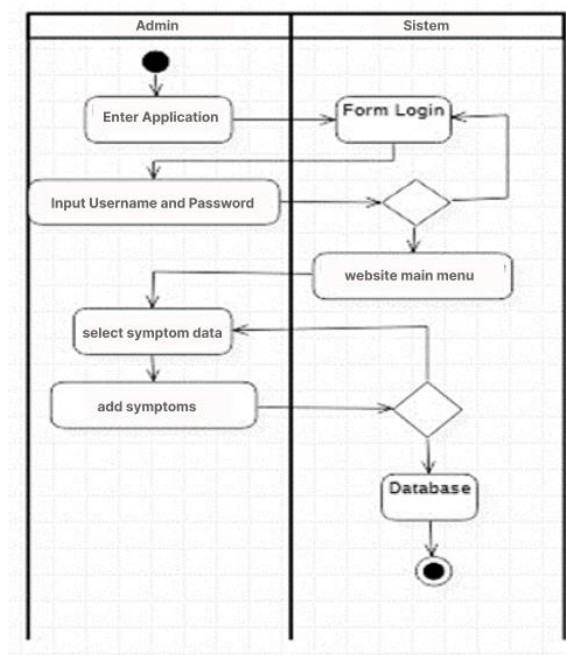 Admin
Sistem
Enter Application
Form Login
Input Username and Password
website main menu
select symptom data
add symptoms
Database